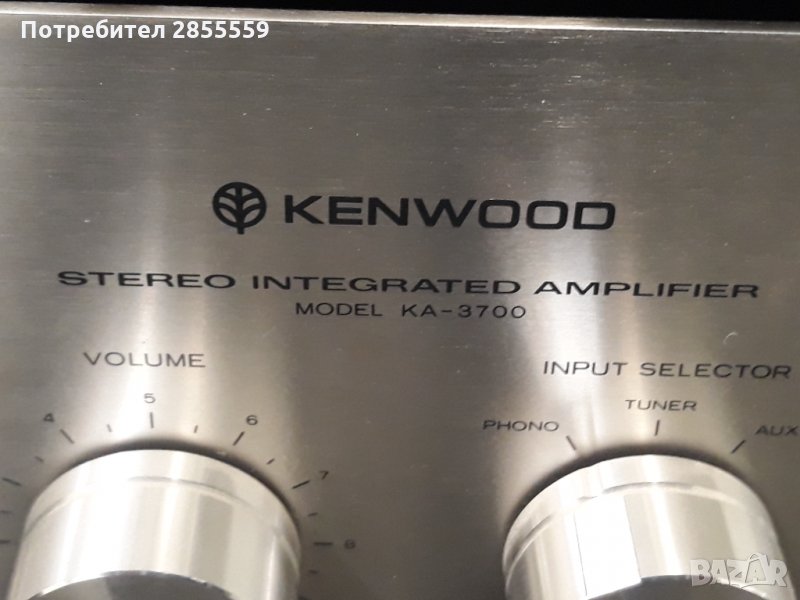 Потребител 2855559
KENWOOD
STEREO INTEGRATED AMPLIFIER
MODEL KA-3700
VOLUME
INPUT SELECTOR
4 5 6 7 8
PHONO TUNER AUX
BAZAR